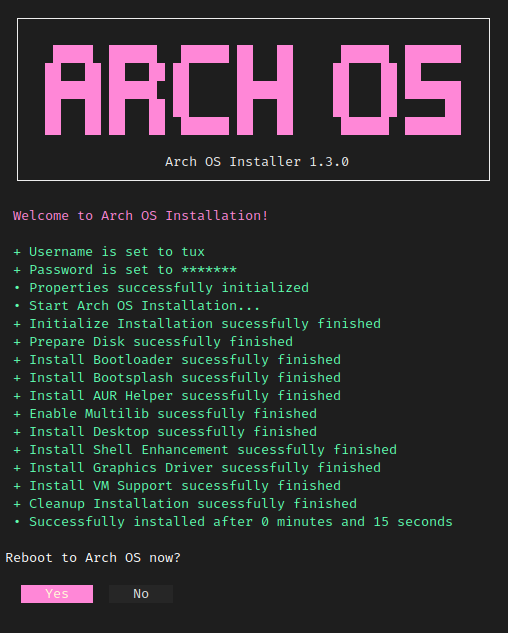 ARCH OS
Arch OS Installer 1.3.0
Welcome to Arch OS Installation!
+ Username is set to tux
+ Password is set to *******
• Properties successfully initialized
• Start Arch OS Installation...
+ Initialize Installation sucessfully finished
+ Prepare Disk sucessfully finished
+ Install Bootloader sucessfully finished
+ Install Bootsplash sucessfully finished
+ Install AUR Helper sucessfully finished
+ Enable Multilib sucessfully finished
+ Install Desktop sucessfully finished
+ Install Shell Enhancement sucessfully finished
+ Install Graphics Driver sucessfully finished
+ Install VM Support sucessfully finished
+ Cleanup Installation sucessfully finished
• Successfully installed after 0 minutes and 15 seconds
Reboot to Arch OS now?
Yes No